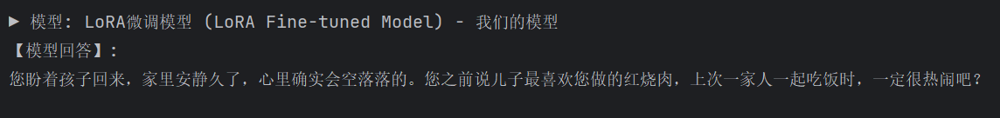 ▶ 模型: LoRA微调模型 (LoRA Fine-tuned Model) - 我们的模型
【模型回答】:
您盼着孩子回来，家里安静久了，心里确实会空落落的。您之前说儿子最喜欢您做的红烧肉，上次一家人一起吃饭时，一定很热闹吧？